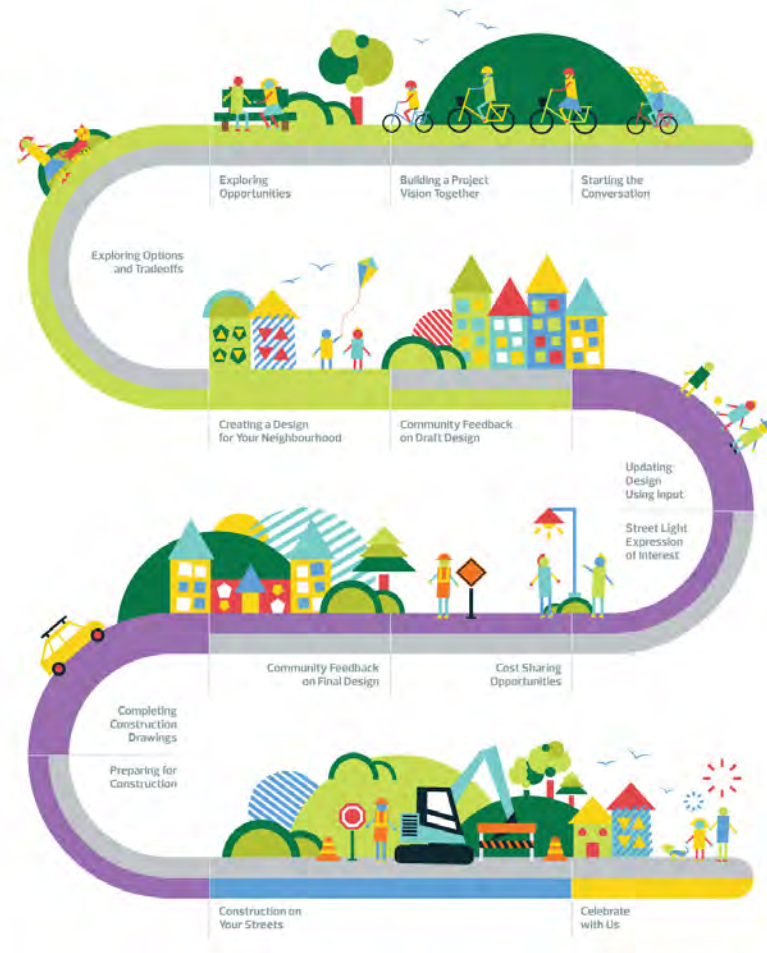 Exploring
Opportunities
Building a Project
Vision Together
Starting the
Conversation
Exploring Options
and Tradeoffs
Creating a Design
for Your Neighbourhood
Community Feedback
on Draft Design
Updating
Design
Using Input
Street Light
Expression
of Interest
Community Feedback
on Final Design
Cost Sharing
Opportunities
Completing
Construction
Drawings
Preparing for
Construction
Construction on
Your Streets
Celebrate
with Us